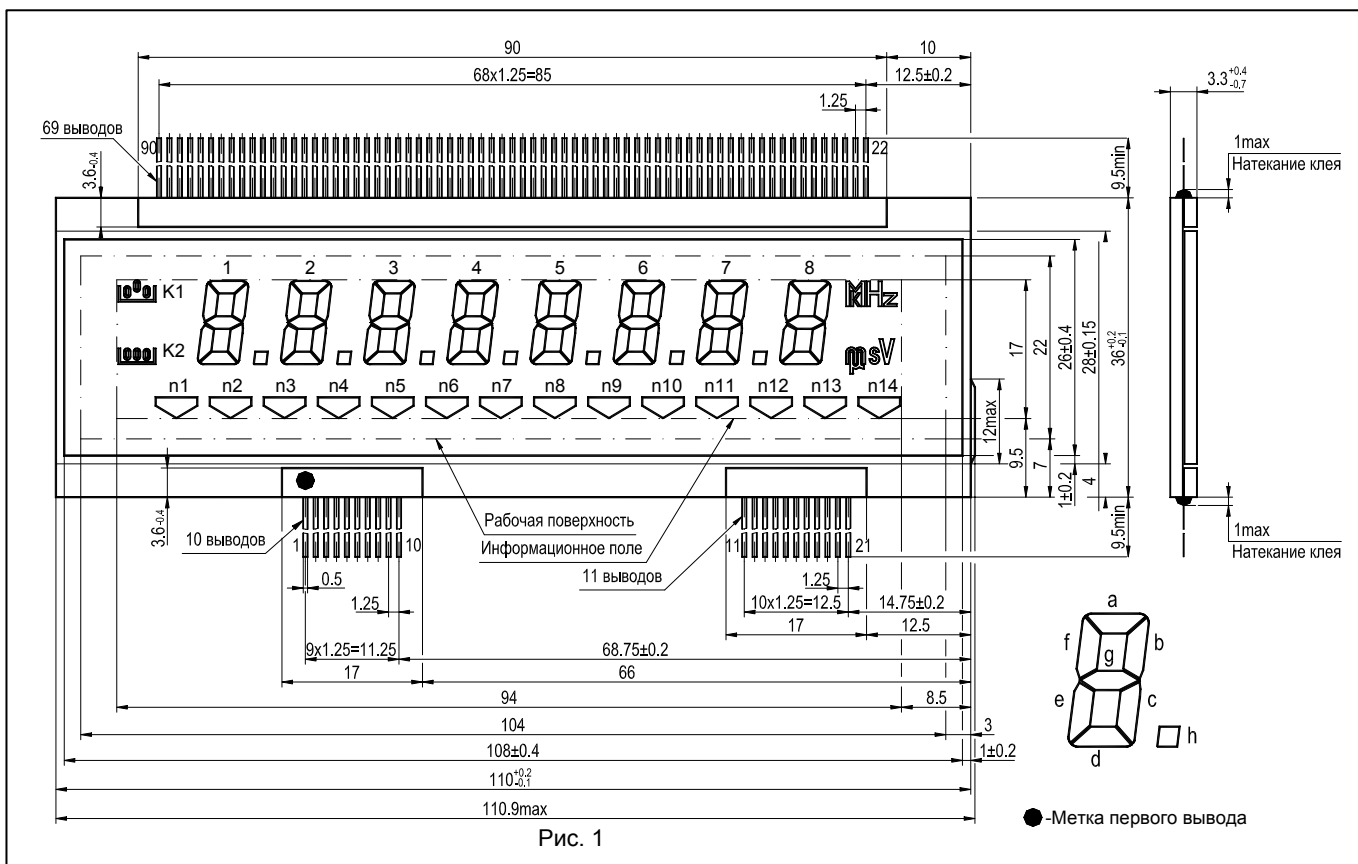 90
10
68x1.25=85
12.5±0.2
1.25
3.3 +0.4 -0,7
69 выводов
90
22
3.6-0.4
9.5min
1max
Натекание клея
1 2 3 4 5 6 7 8
K1
MkHz
K2
µmsV
n1 n2 n3 n4 n5 n6 n7 n8 n9 n10 n11 n12 n13 n14
17
22
26±0.4
28±0.15
36 +0.2 -0.1
12max
9.5
7
1±0.2
4
9.5min
3.6-0.4
10 выводов
1
10
Рабочая поверхность
Информационное поле
11 выводов
11
21
1max
Натекание клея
0.5
1.25
1.25
10x1.25=12.5
14.75±0.2
17
12.5
9x1.25=11.25
68.75±0.2
17
66
94
8.5
104
3
108±0.4
1±0.2
110 +0.2 -0.1
110.9max
a
f
b
g
e
c
d
h
-Метка первого вывода
Рис. 1